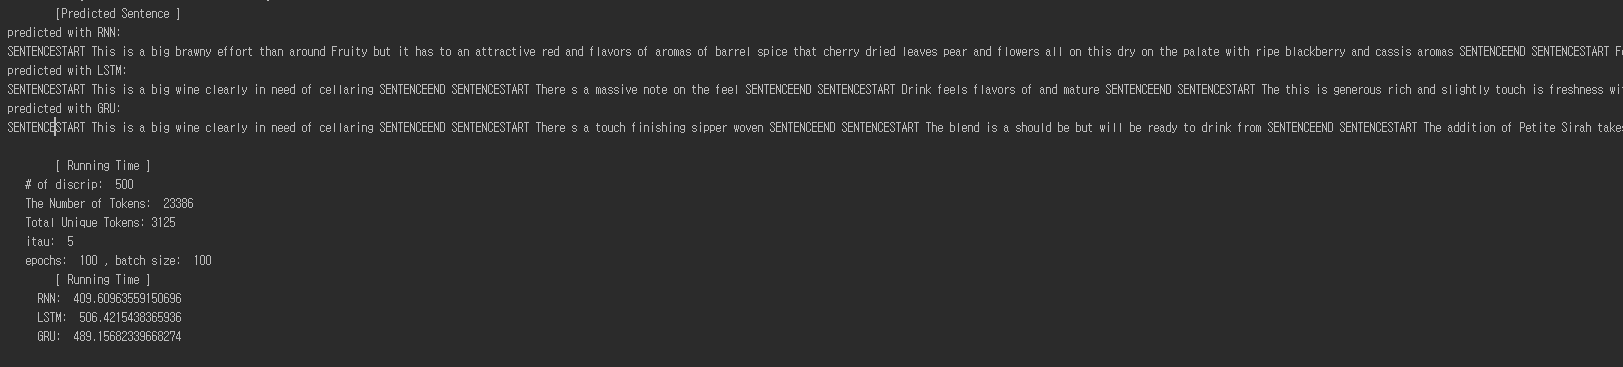 [Predicted Sentence ]
predicted with RNN:
SENTENCESTART This is a big brawny effort than around Fruity but it has to an attractive red and flavors of aromas of barrel spice that cherry dried leaves pear and flowers all on this dry on the palate with ripe blackberry and cassis aromas SENTENCEEND SENTENCESTART
predicted with LSTM:
SENTENCESTART This is a big wine clearly in need of cellaring SENTENCEEND SENTENCESTART There s a massive note on the feel SENTENCEEND SENTENCESTART Drink feels flavors of and mature SENTENCEEND SENTENCESTART The this is generous rich and slightly touch is freshness wi
predicted with GRU:
SENTENCESTART This is a big wine clearly in need of cellaring SENTENCEEND SENTENCESTART There s a touch finishing sipper woven SENTENCEEND SENTENCESTART The blend is a should be but will be ready to drink from SENTENCEEND SENTENCESTART The addition of Petite Sirah take
[ Running Time ]
# of discrip: 500
The Number of Tokens: 23386
Total Unique Tokens: 3125
itau: 5
epochs: 100 , batch size: 100
[ Running Time ]
RNN: 409.60963559150696
LSTM: 506.4215438365936
GRU: 489.15682339668274